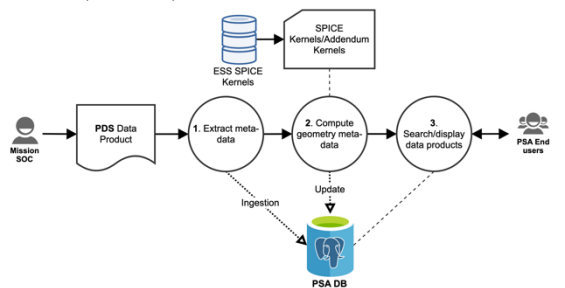 SPICE
Kernels/Addendum
Kernels
ESS SPICE
Kernels
Mission
SOC
PDS Data
Product
1. Extract meta-
data
2. Compute
geometry meta-
data
3.
Search/display
data products
PSA End
users
Ingestion
Update
PSA DB